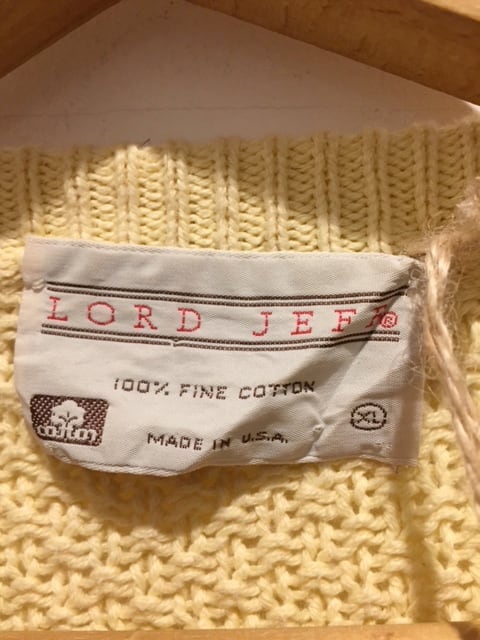 LORD JEFF®
100% FINE COTTON
cotton
MADE IN U.S.A.
XL